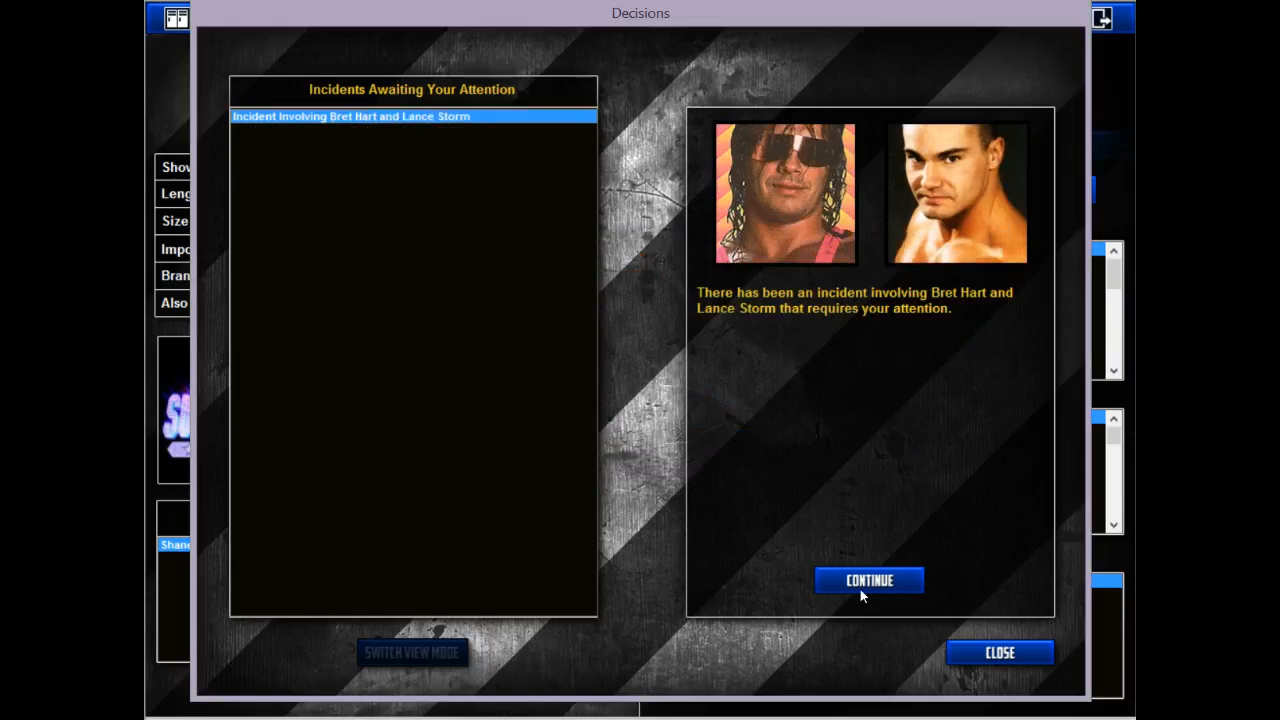 Decisions
Incidents Awaiting Your Attention
Incident Involving Bret Hart and Lance Storm
There has been an incident involving Bret Hart and
Lance Storm that requires your attention.
CONTINUE
SWITCH VIEW MODE
CLOSE
Show
Leng
Size
Impo
Bran
Also
Shane